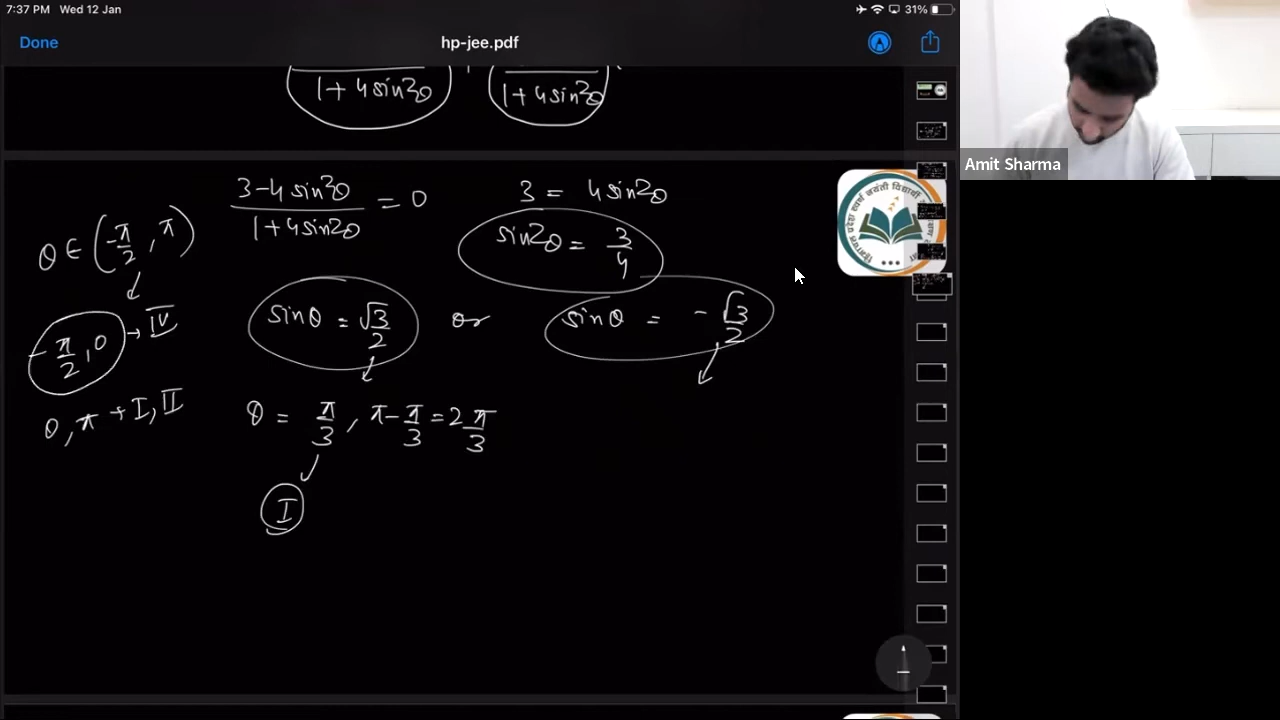 7:37 PM Wed 12 Jan
31%
Done
hp-jee.pdf
1+4sin²θ
1+4sin²θ
3-4sin²θ / 1+4sin²θ = 0
3 = 4sin²θ
θ ∈ (-π/2, π)
sin²θ = 3/4
-π/2, 0 → IV
sinθ = √3/2 or sinθ = -√3/2
0, π → I, II
θ = π/3, π-π/3 = 2π/3
I
Amit Sharma